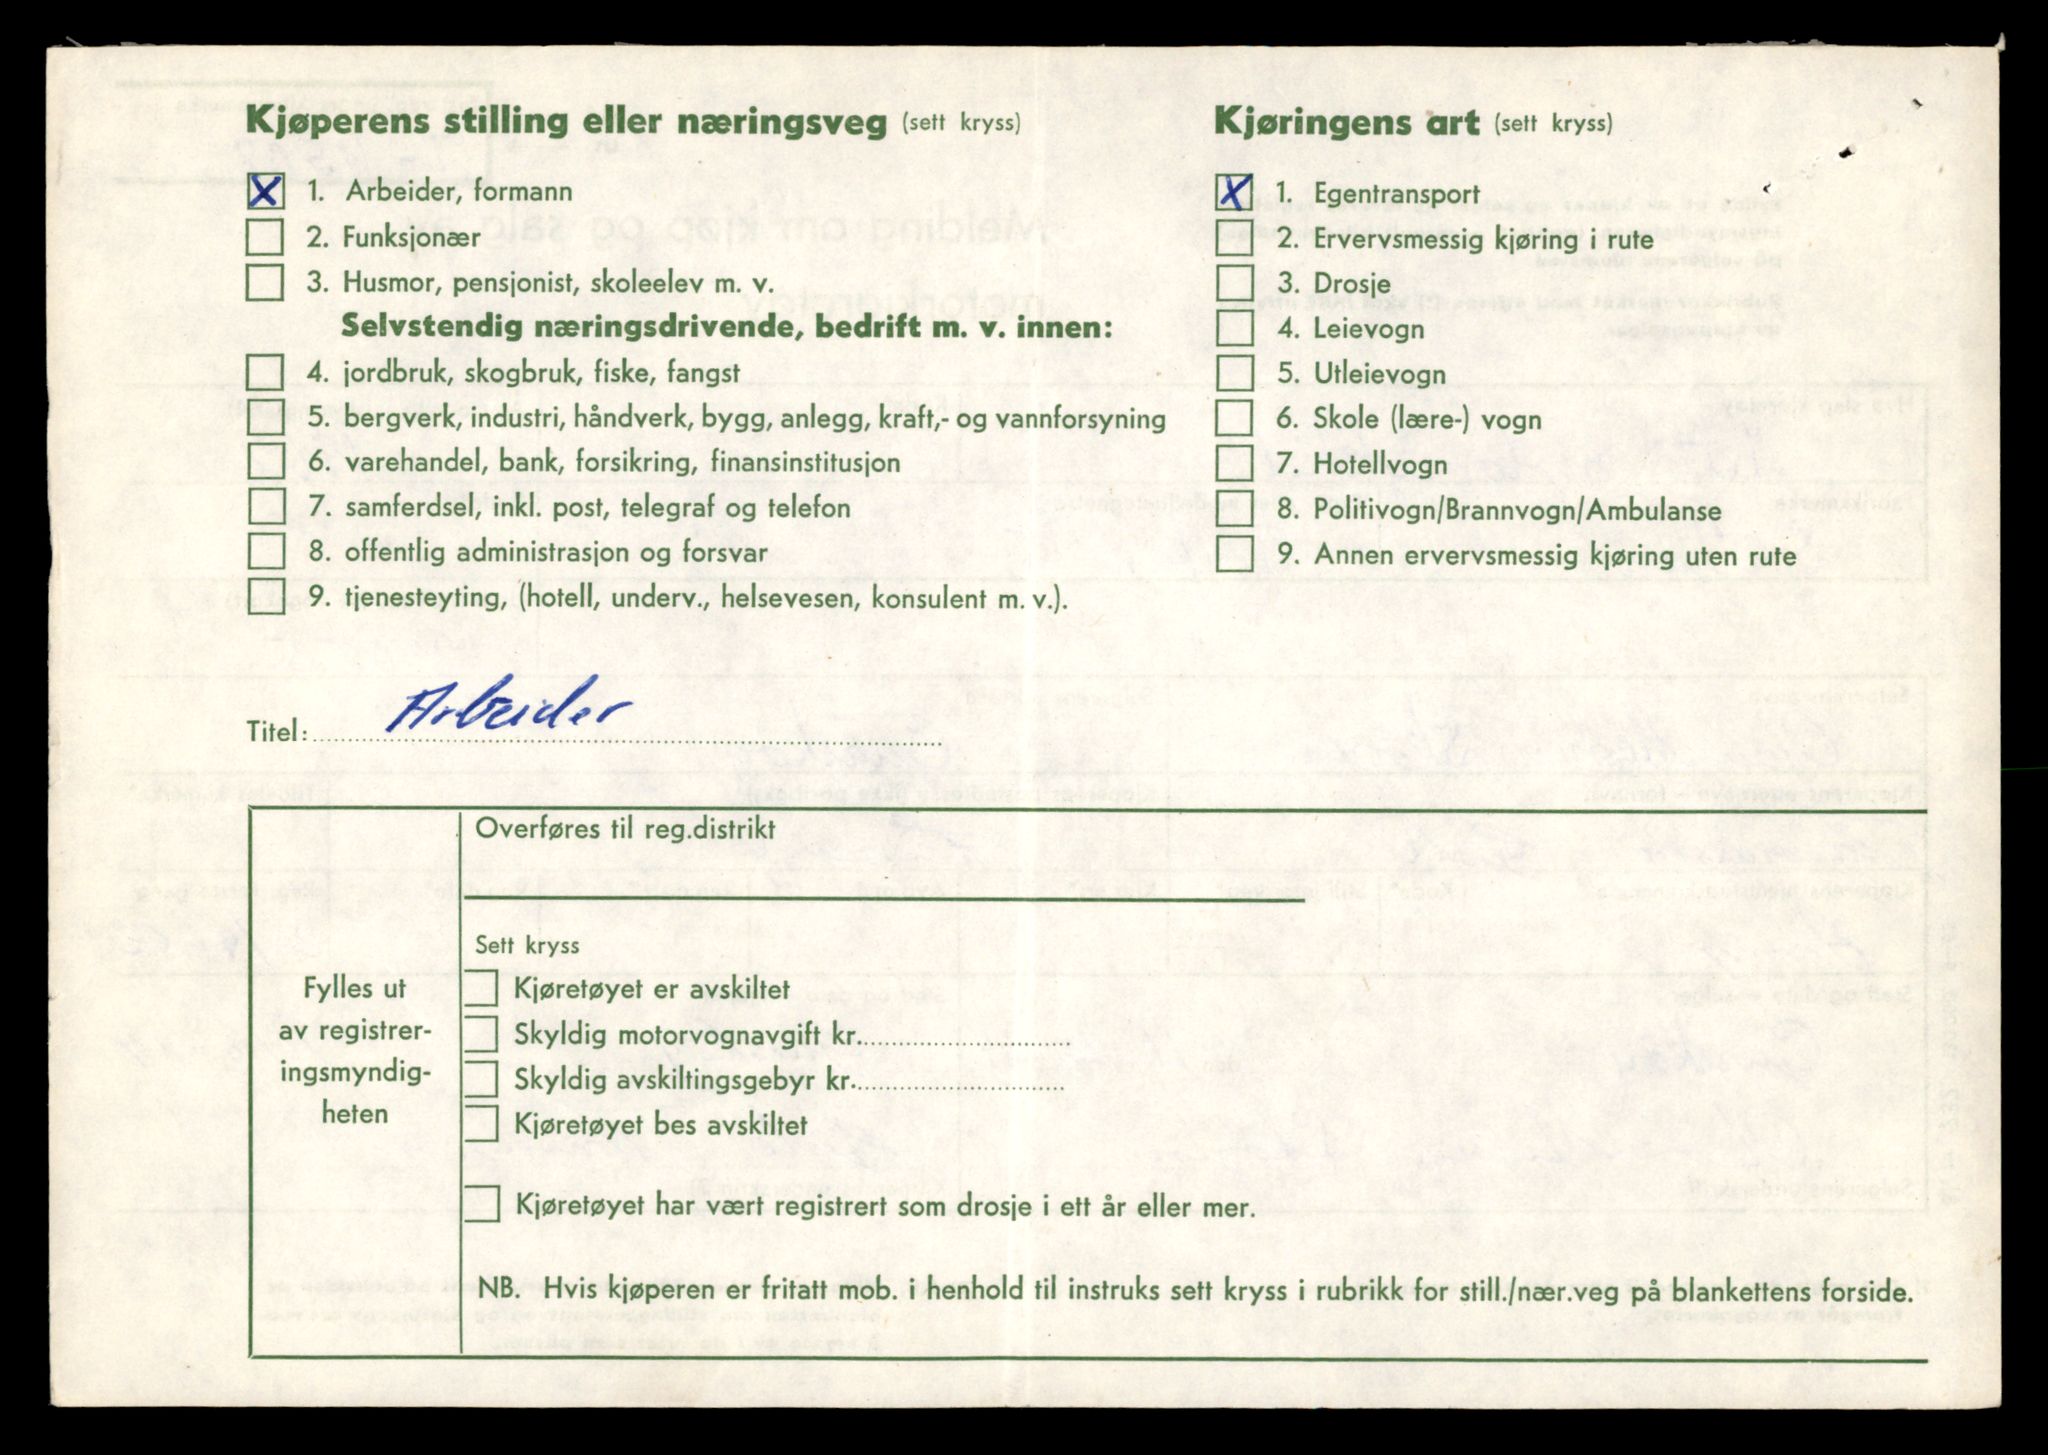 Kjøperens stilling eller næringsveg (sett kryss)
X 1. Arbeider, formann
2. Funksjonær
3. Husmor, pensjonist, skoleelev m. v.
Selvstendig næringsdrivende, bedrift m. v. innen:
4. jordbruk, skogbruk, fiske, fangst
5. bergverk, industri, håndverk, bygg, anlegg, kraft,- og vannforsyning
6. varehandel, bank, forsikring, finansinstitusjon
7. samferdsel, inkl. post, telegraf og telefon
8. offentlig administrasjon og forsvar
9. tjenesteyting, (hotell, underv., helsevesen, konsulent m. v.).
Titel: Arbeider
Kjøringens art (sett kryss)
X 1. Egentransport
2. Ervervsmessig kjøring i rute
3. Drosje
4. Leievogn
5. Utleievogn
6. Skole (lære-) vogn
7. Hotellvogn
8. Politivogn/Brannvogn/Ambulanse
9. Annen ervervsmessig kjøring uten rute
Fylles ut
av registrer-
ingsmyndig-
heten
Overføres til reg.distrikt
Sett kryss
Kjøretøyet er avskiltet
Skyldig motorvognavgift kr.
Skyldig avskiltingsgebyr kr.
Kjøretøyet bes avskiltet
Kjøretøyet har vært registrert som drosje i ett år eller mer.
NB. Hvis kjøperen er fritatt mob. i henhold til instruks sett kryss i rubrikk for still./nær.veg på blankettens forside.